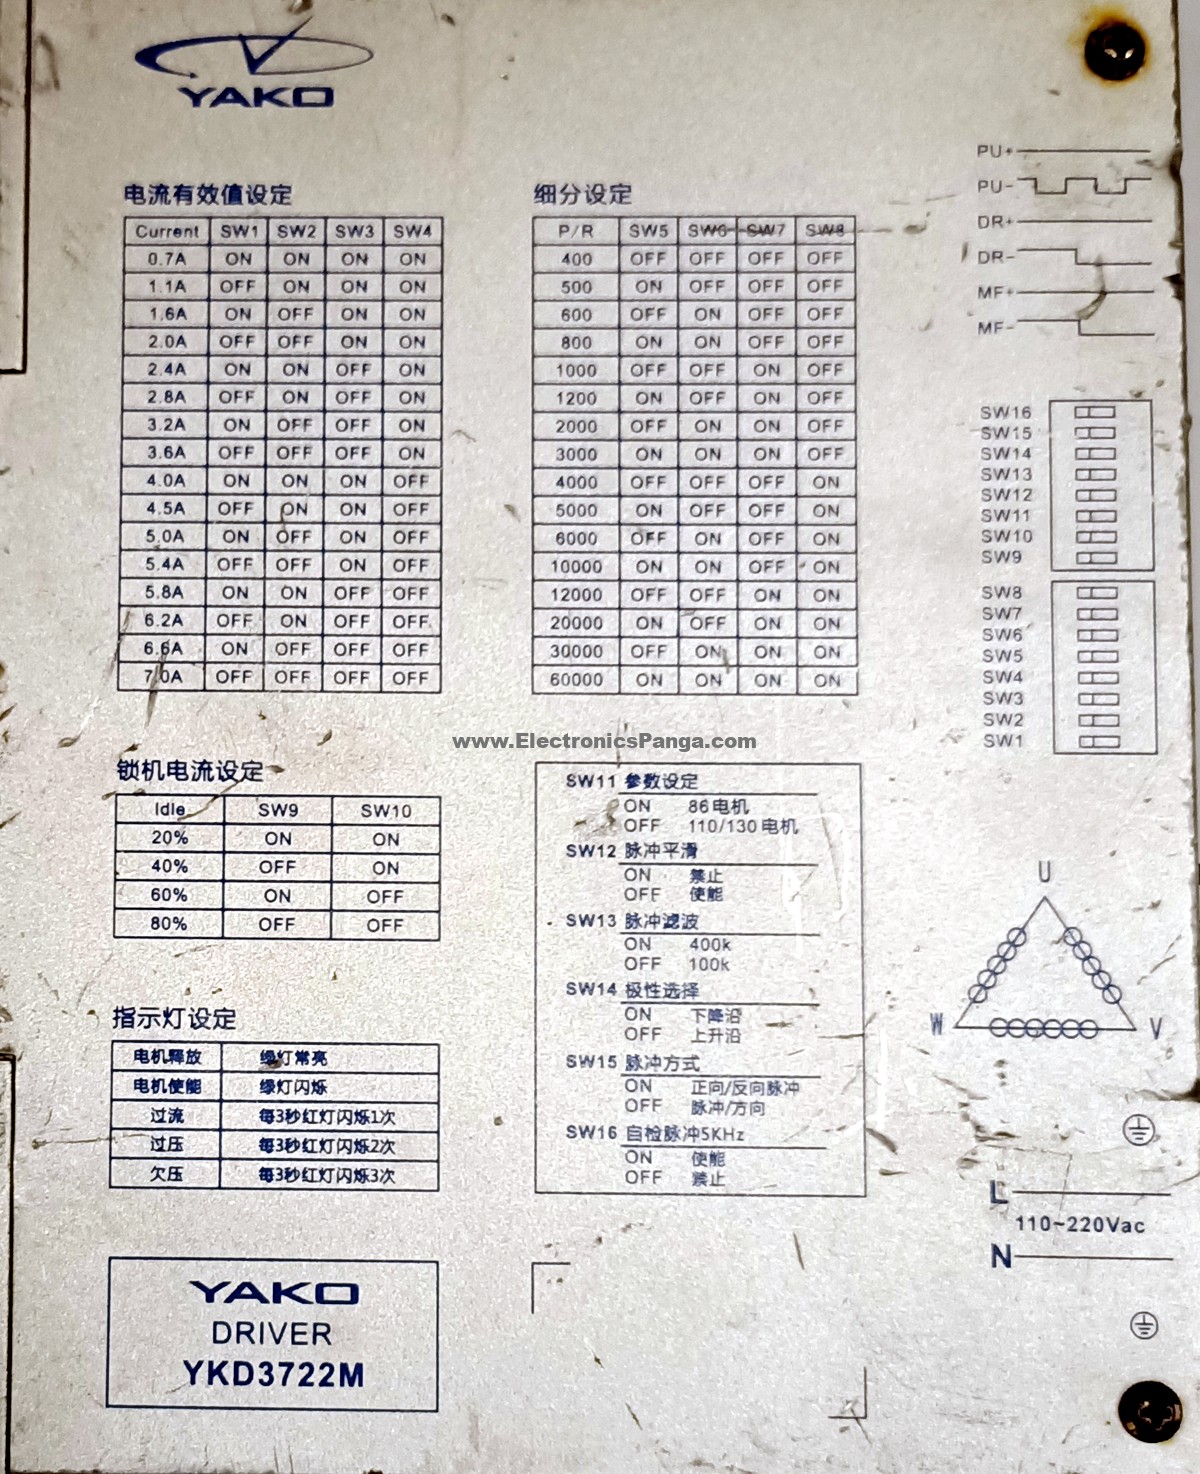 YAKO
电流有效值设定
Current SW1 SW2 SW3 SW4
0.7A ON ON ON ON
1.1A OFF ON ON ON
1.6A ON OFF ON ON
2.0A OFF OFF ON ON
2.4A ON ON OFF ON
2.8A OFF ON OFF ON
3.2A ON OFF OFF ON
3.6A OFF OFF OFF ON
4.0A ON ON ON OFF
4.5A OFF ON ON OFF
5.0A ON OFF ON OFF
5.4A OFF OFF ON OFF
5.8A ON ON OFF OFF
6.2A OFF ON OFF OFF
6.6A ON OFF OFF OFF
7.0A OFF OFF OFF OFF
细分设定
P/R SW5 SW6 SW7 SW8
400 OFF OFF OFF OFF
500 ON OFF OFF OFF
600 OFF ON OFF OFF
800 ON ON OFF OFF
1000 OFF OFF ON OFF
1200 ON OFF ON OFF
2000 OFF ON ON OFF
3000 ON ON ON OFF
4000 OFF OFF OFF ON
5000 ON OFF OFF ON
6000 OFF ON OFF ON
10000 ON ON OFF ON
12000 OFF OFF ON ON
20000 ON OFF ON ON
30000 OFF ON ON ON
60000 ON ON ON ON
PU+
PU-
DR+
DR-
MF+
MF-
SW16
SW15
SW14
SW13
SW12
SW11
SW10
SW9
SW8
SW7
SW6
SW5
SW4
SW3
SW2
SW1
www.ElectronicsPanga.com
锁机电流设定
Idle SW9 SW10
20% ON ON
40% OFF ON
60% ON OFF
80% OFF OFF
指示灯设定
电机释放 绿灯常亮
电机使能 绿灯闪烁
过流 每3秒红灯闪烁1次
过压 每3秒红灯闪烁2次
欠压 每3秒红灯闪烁3次
SW11 参数设定
ON 86电机
OFF 110/130电机
SW12 脉冲平滑
ON 禁止
OFF 使能
SW13 脉冲滤波
ON 400k
OFF 100k
SW14 极性选择
ON 下降沿
OFF 上升沿
SW15 脉冲方式
ON 正向/反向脉冲
OFF 脉冲/方向
SW16 自检脉冲5KHz
ON 使能
OFF 禁止
U
W V
L
110~220Vac
N
YAKO
DRIVER
YKD3722M